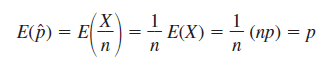 E(p̂) = E(X/n) = 1/n E(X) = 1/n (np) = p